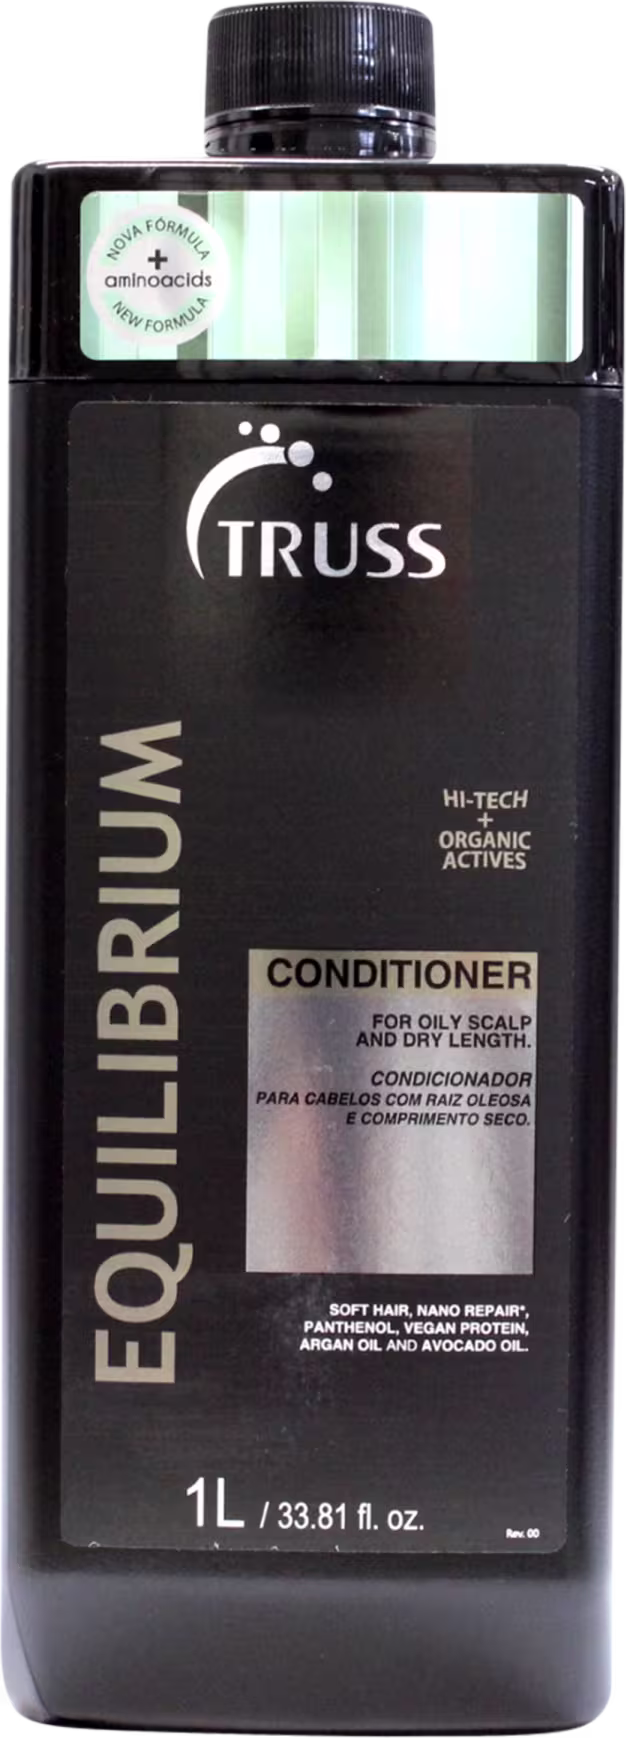 NOVA FÓRMULA
+
aminoacids
NEW FORMULA
TRUSS
EQUILIBRIUM
HI-TECH
+
ORGANIC
ACTIVES
CONDITIONER
FOR OILY SCALP
AND DRY LENGTH.
CONDICIONADOR
PARA CABELOS COM RAIZ OLEOSA
E COMPRIMENTO SECO.
SOFT HAIR, NANO REPAIR*,
PANTHENOL, VEGAN PROTEIN,
ARGAN OIL AND AVOCADO OIL.
1L / 33.81 fl. oz.
Rev. 00